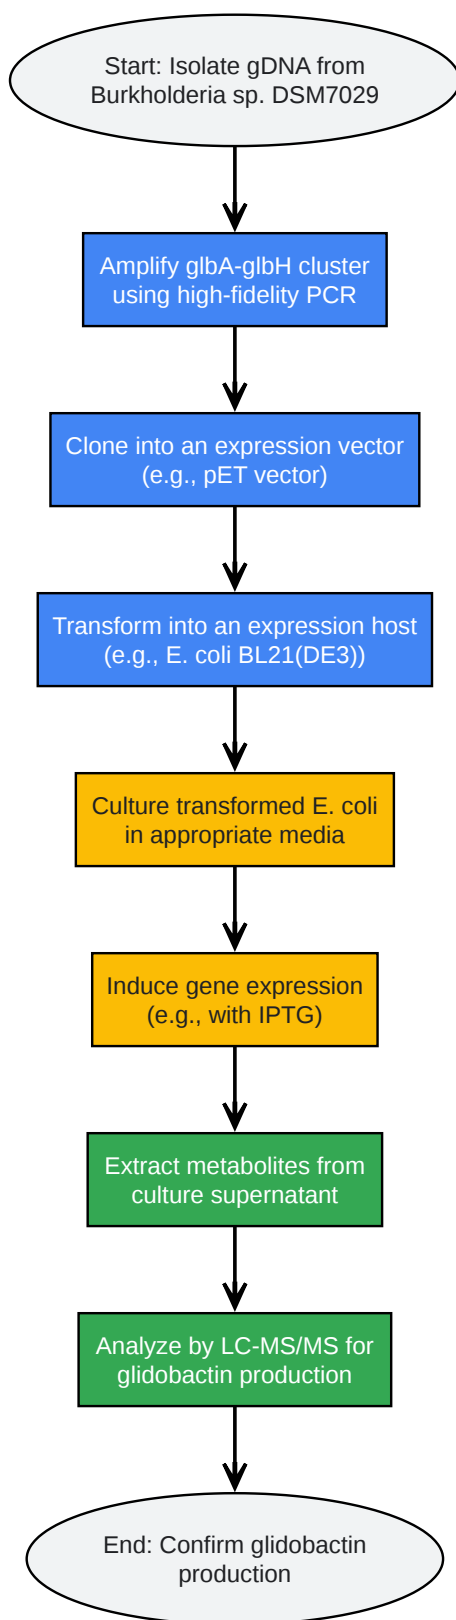 Start: Isolate gDNA from
Burkholderia sp. DSM7029
Amplify glbA-glbH cluster
using high-fidelity PCR
Clone into an expression vector
(e.g., pET vector)
Transform into an expression host
(e.g., E. coli BL21(DE3))
Culture transformed E. coli
in appropriate media
Induce gene expression
(e.g., with IPTG)
Extract metabolites from
culture supernatant
Analyze by LC-MS/MS for
glidobactin production
End: Confirm glidobactin
production